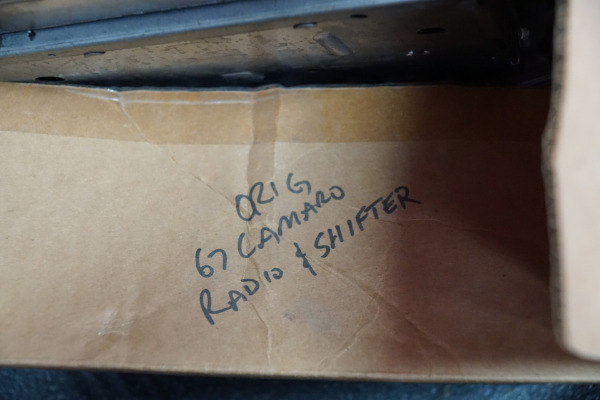 ORIG
67 CAMARO
RADIO & SHIFTER